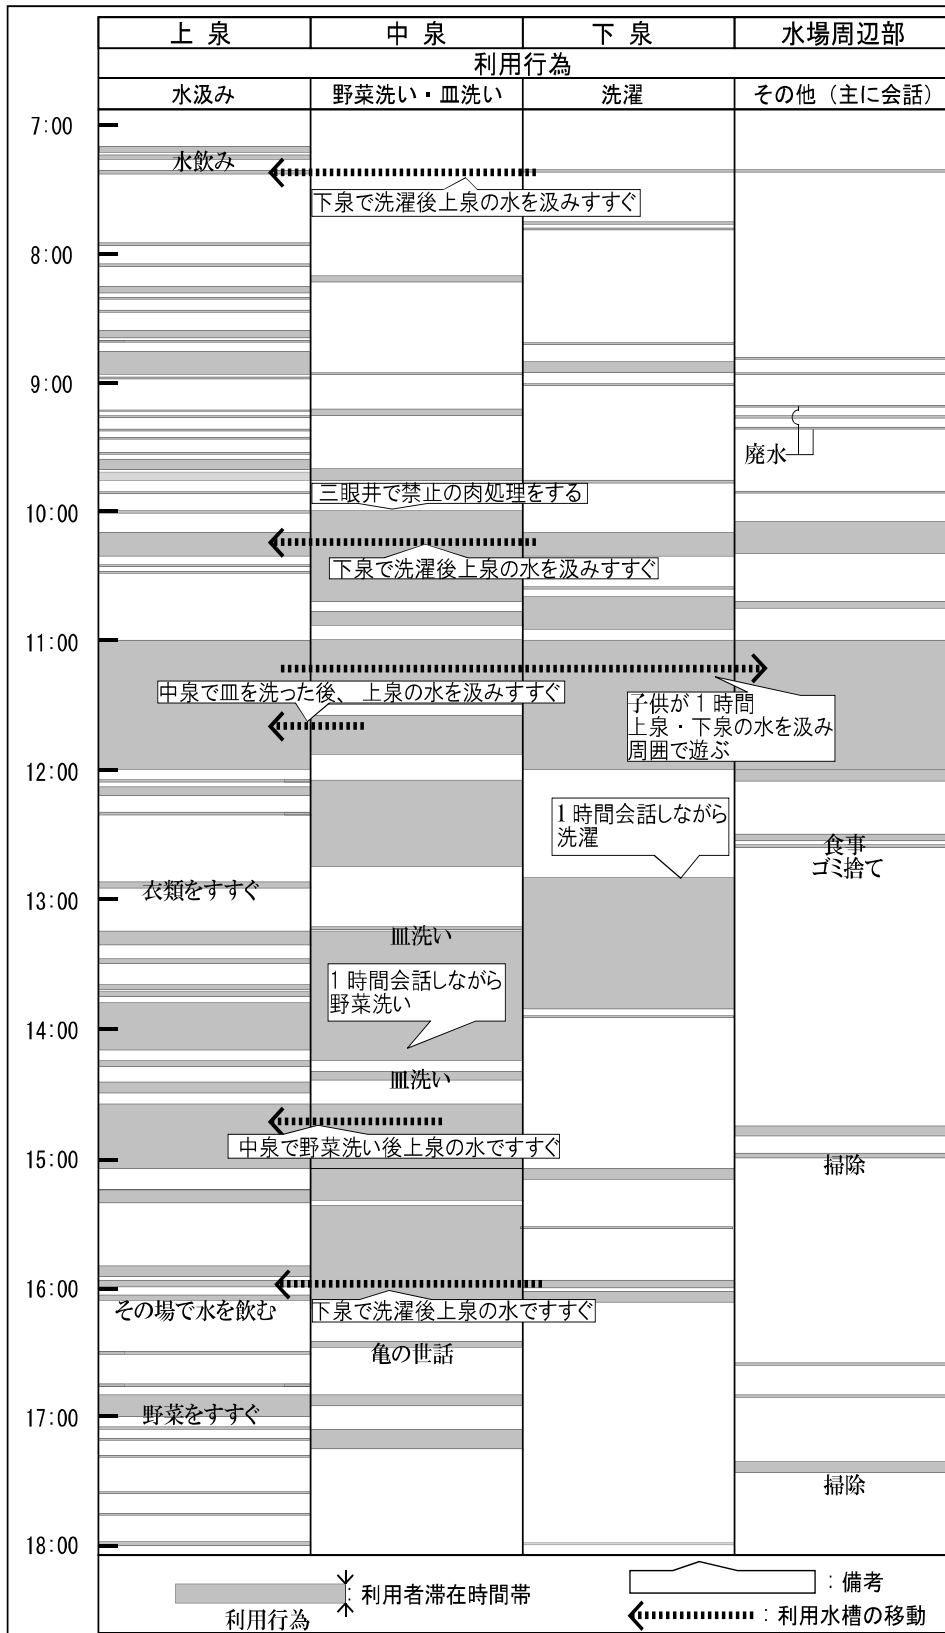 上泉
中泉
下泉
水場周辺部
利用行為
水汲み
野菜洗い・皿洗い
洗濯
その他（主に会話）
7:00
水飲み
下泉で洗濯後上泉の水を汲みすすぐ
8:00
9:00
廃水
三眼井で禁止の肉処理をする
10:00
下泉で洗濯後上泉の水を汲みすすぐ
11:00
中泉で皿を洗った後、上泉の水を汲みすすぐ
子供が1時間
上泉・下泉の水を汲み
周囲で遊ぶ
12:00
1時間会話しながら
洗濯
食事
ゴミ捨て
衣類をすすぐ
13:00
皿洗い
1時間会話しながら
野菜洗い
14:00
皿洗い
中泉で野菜洗い後上泉の水ですすぐ
15:00
掃除
16:00
その場で水を飲む
下泉で洗濯後上泉の水ですすぐ
亀の世話
野菜をすすぐ
17:00
掃除
18:00
利用行為
：利用者滞在時間帯
：備考
：利用水槽の移動